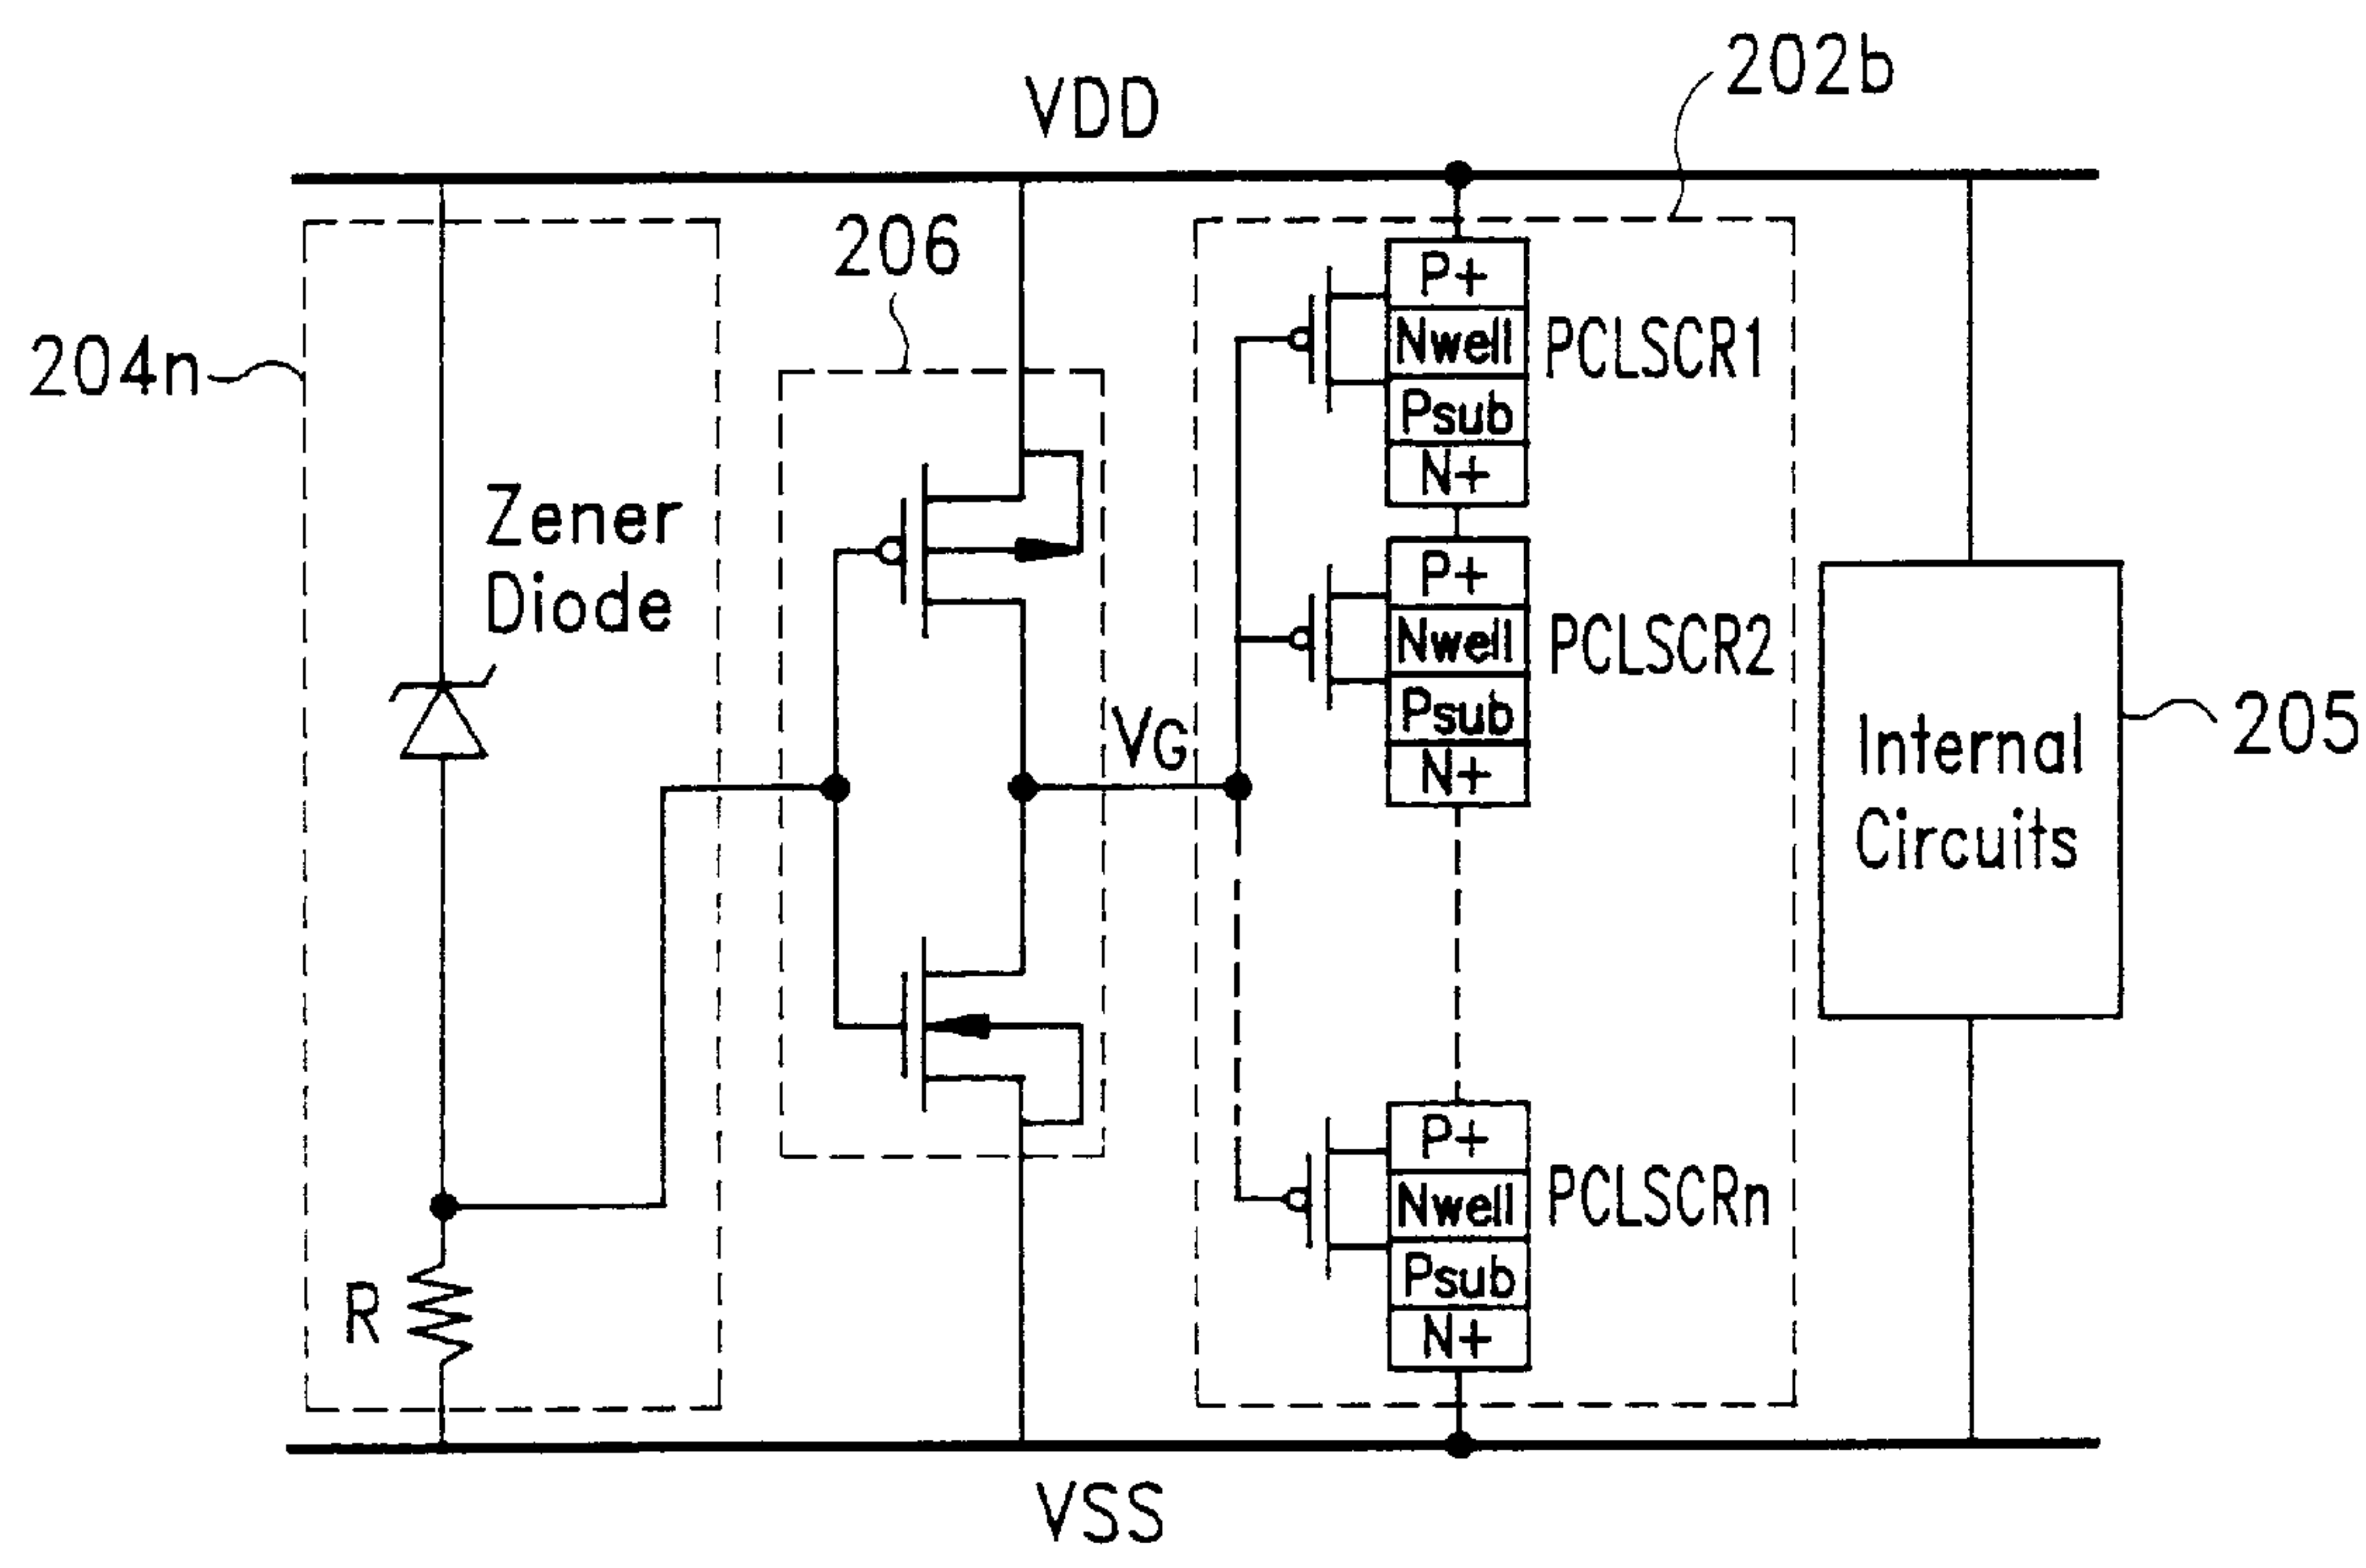 202b
VDD
206
204n
P+
Nwell
Psub
N+
PCLSCR1
Zener
Diode
P+
Nwell
Psub
N+
PCLSCR2
VG
Internal
Circuits
205
P+
Nwell
Psub
N+
PCLSCRn
R
VSS